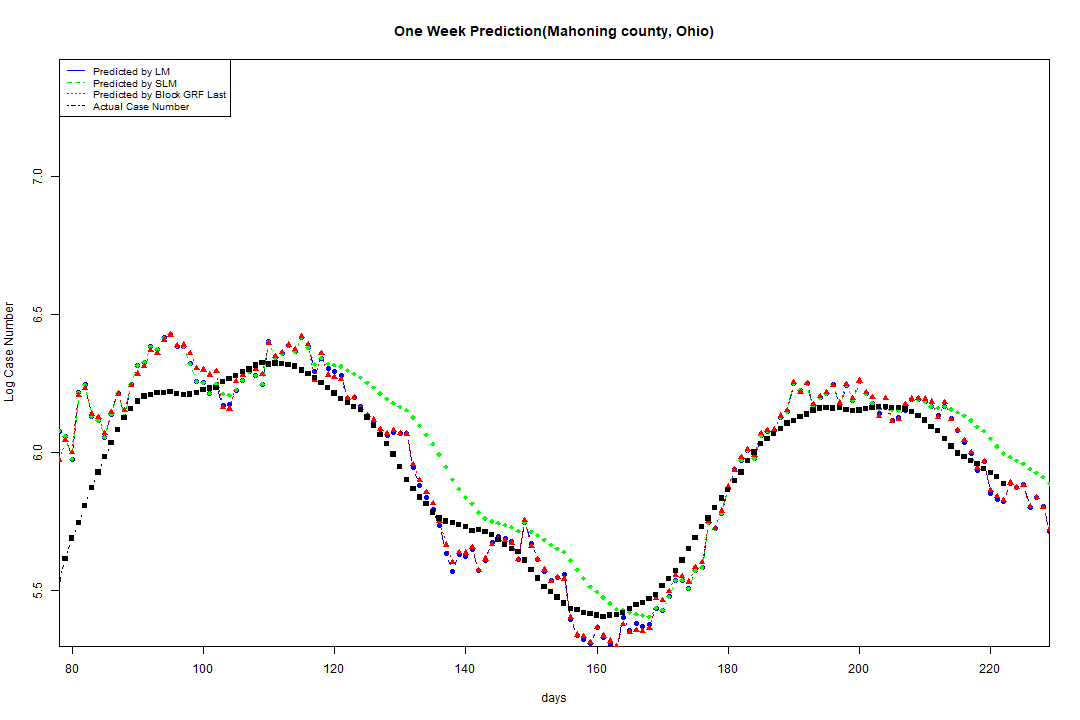 One Week Prediction(Mahoning county, Ohio)
Predicted by LM
Predicted by SLM
Predicted by Block GRF Last
Actual Case Number
Log Case Number
7.0
6.5
6.0
5.5
80 100 120 140 160 180 200 220
days